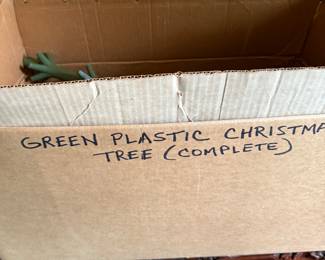 GREEN PLASTIC CHRISTMA
TREE (COMPLETE)